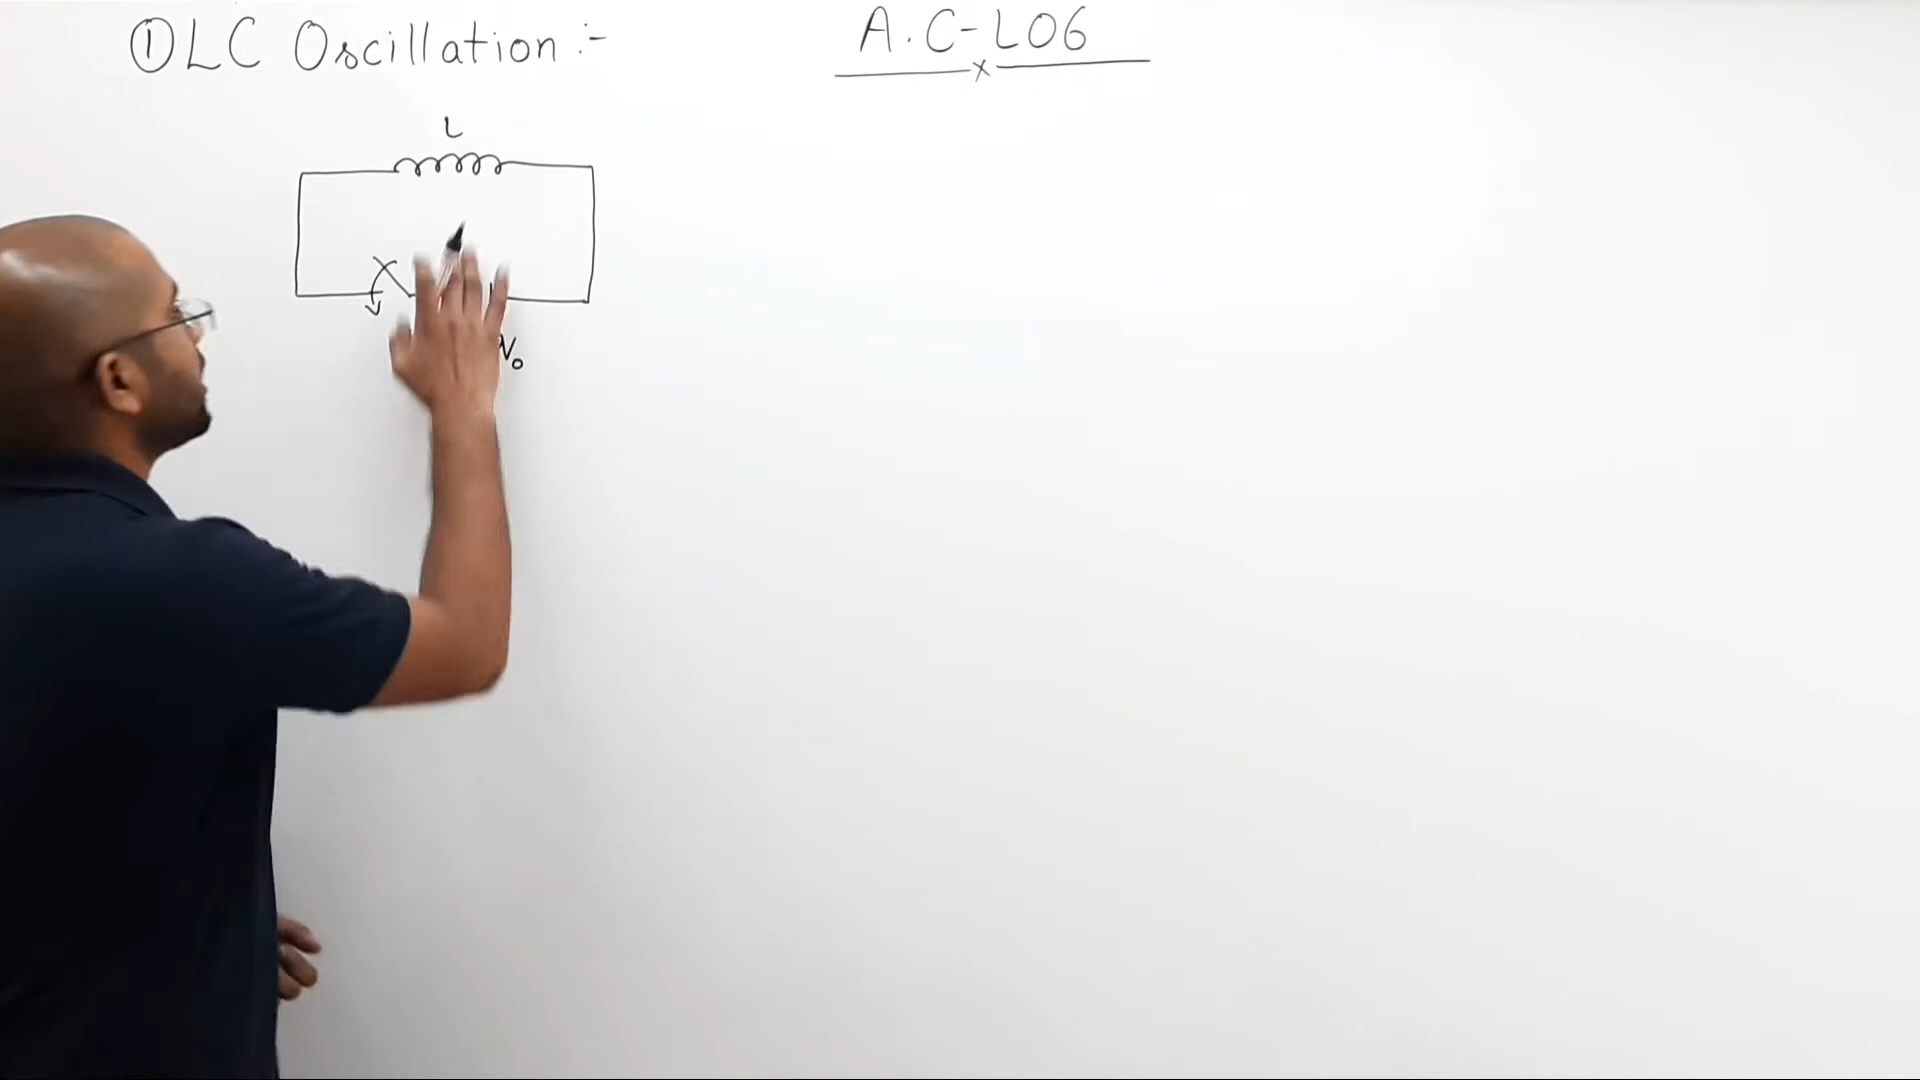 ① LC Oscillation :-
A.C-L06
L
V₀